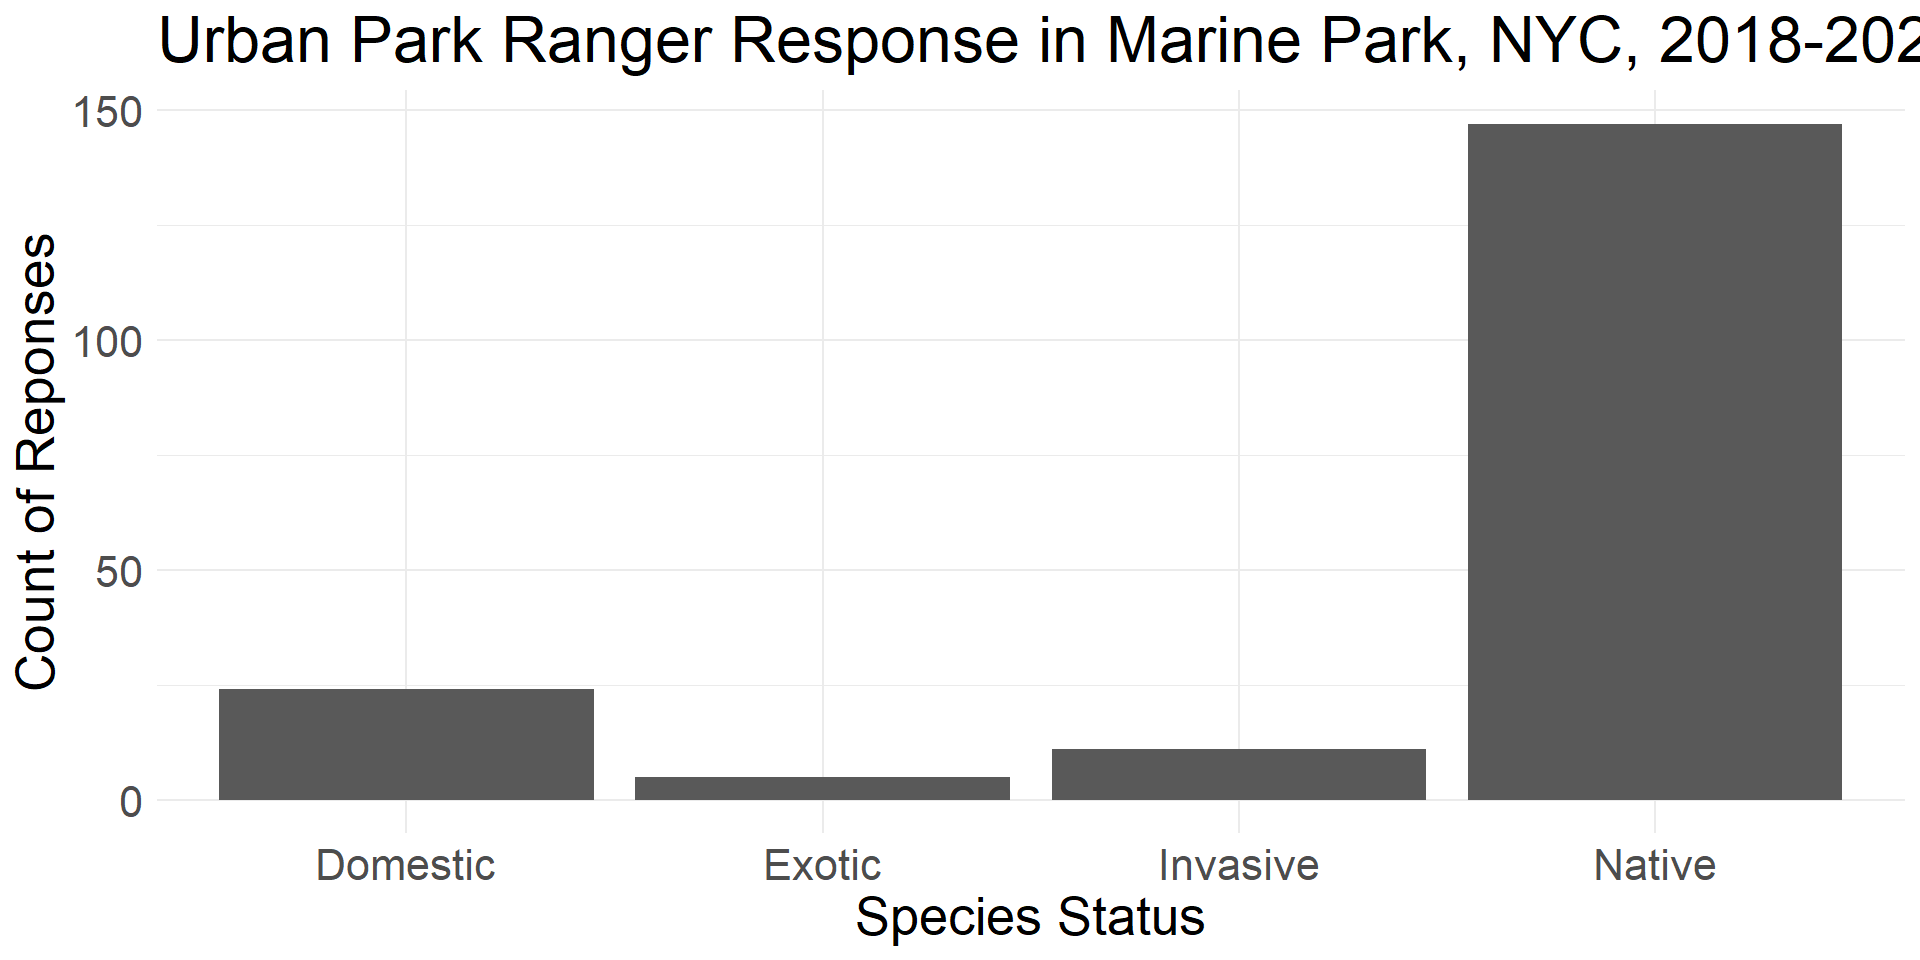 Urban Park Ranger Response in Marine Park, NYC, 2018-202
150
100
50
0
Count of Reponses
Domestic Exotic Invasive Native
Species Status